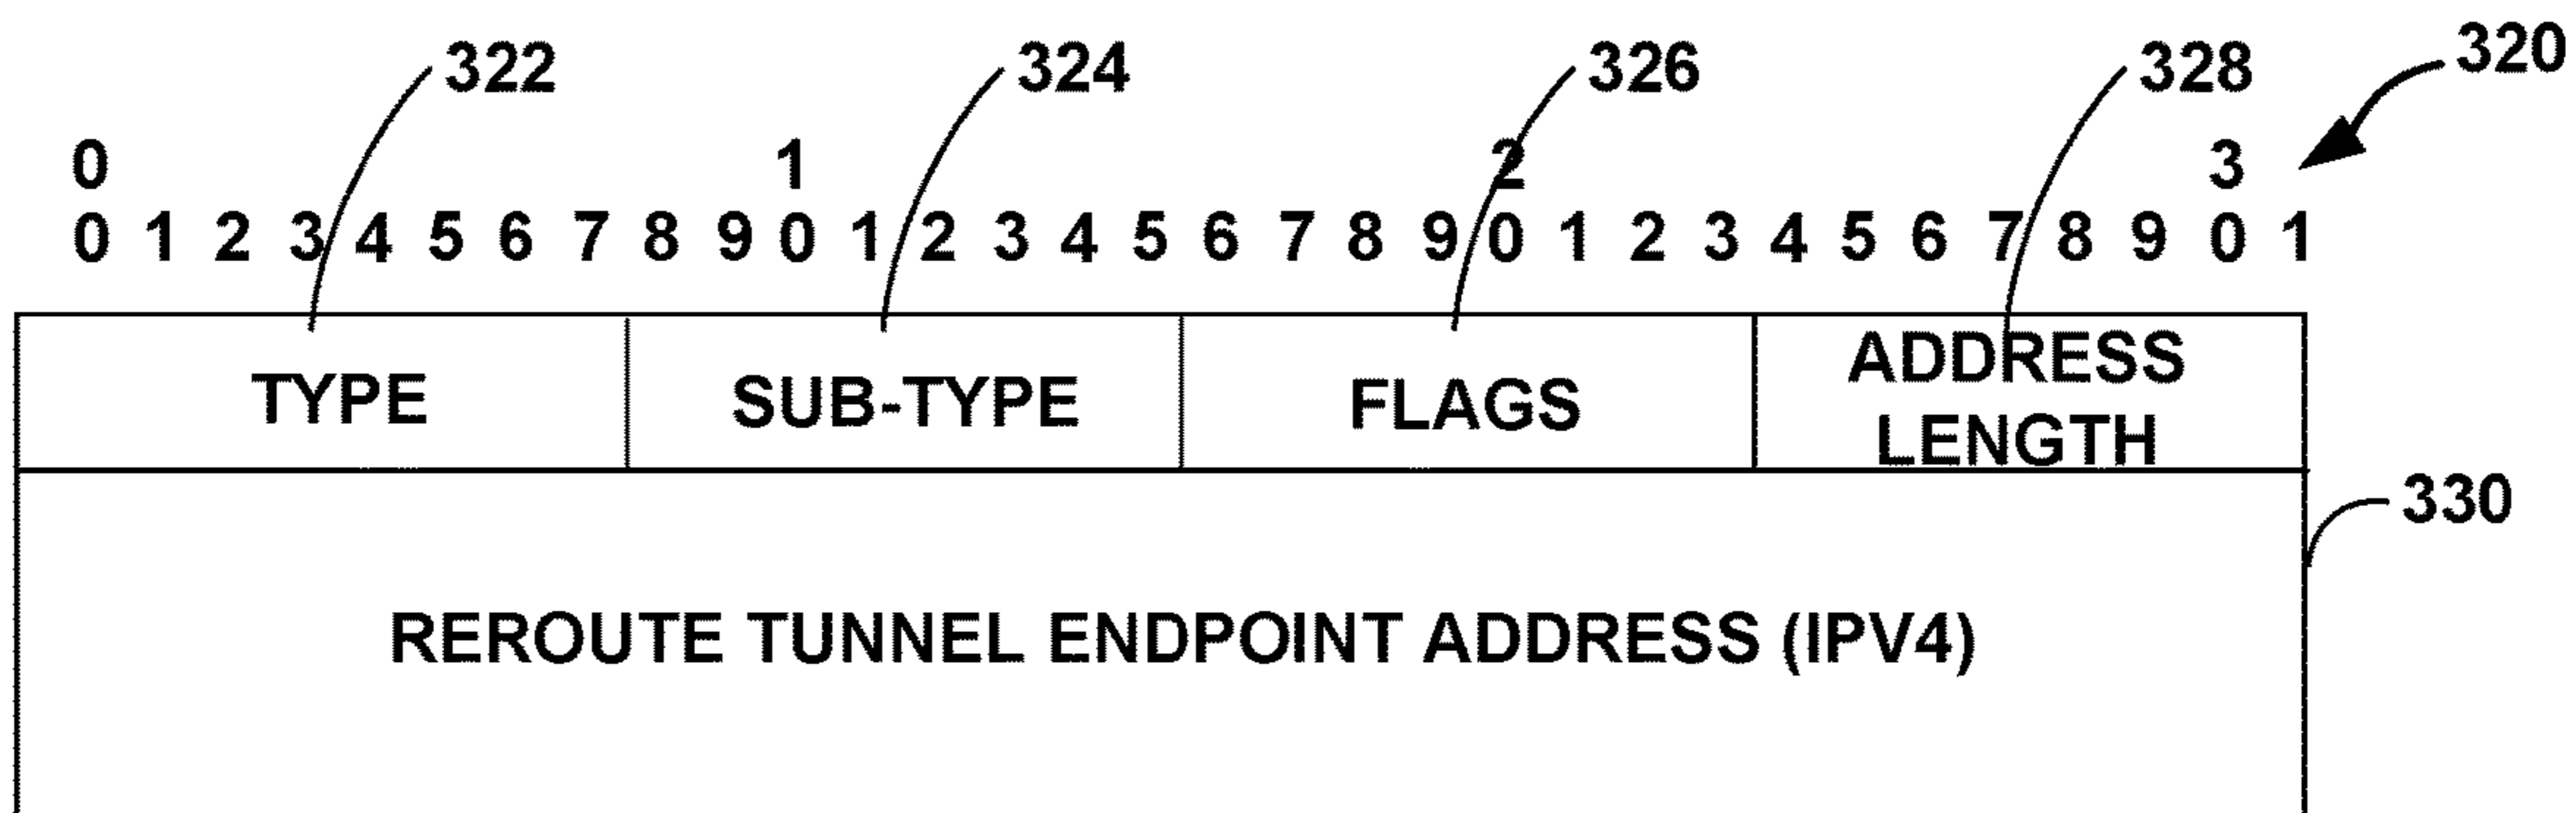 322 324 326 328 320
0 1 2 3
0 1 2 3 4 5 6 7 8 9 0 1 2 3 4 5 6 7 8 9 0 1 2 3 4 5 6 7 8 9 0 1
TYPE SUB-TYPE FLAGS ADDRESS
LENGTH
330
REROUTE TUNNEL ENDPOINT ADDRESS (IPV4)